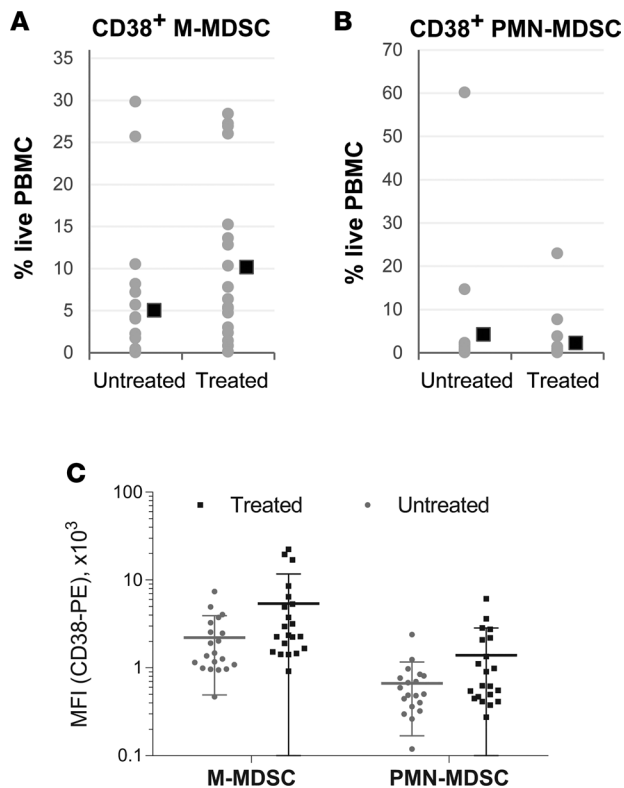 A CD38+ M-MDSC
% live PBMC
35
30
25
20
15
10
5
0
Untreated Treated
B CD38+ PMN-MDSC
% live PBMC
70
60
50
40
30
20
10
0
Untreated Treated
C
MFI (CD38-PE), x10³
Treated Untreated
100
10
1
0.1
M-MDSC PMN-MDSC